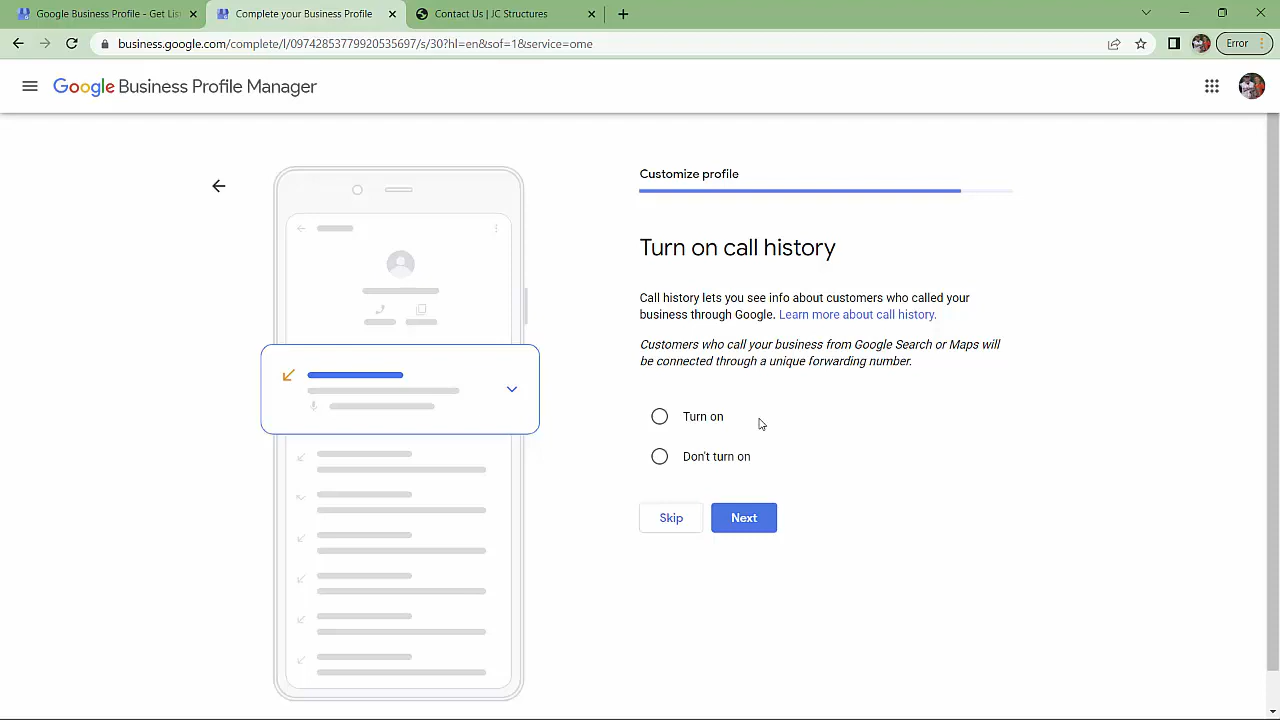 Google Business Profile - Get Lis
Complete your Business Profile
Contact Us | JC Structures
business.google.com/complete/l/09742853779920535697/s/30?hl=en&sof=1&service=ome
Error
Google Business Profile Manager
Customize profile
Turn on call history
Call history lets you see info about customers who called your
business through Google. Learn more about call history.
Customers who call your business from Google Search or Maps will
be connected through a unique forwarding number.
Turn on
Don't turn on
Skip
Next